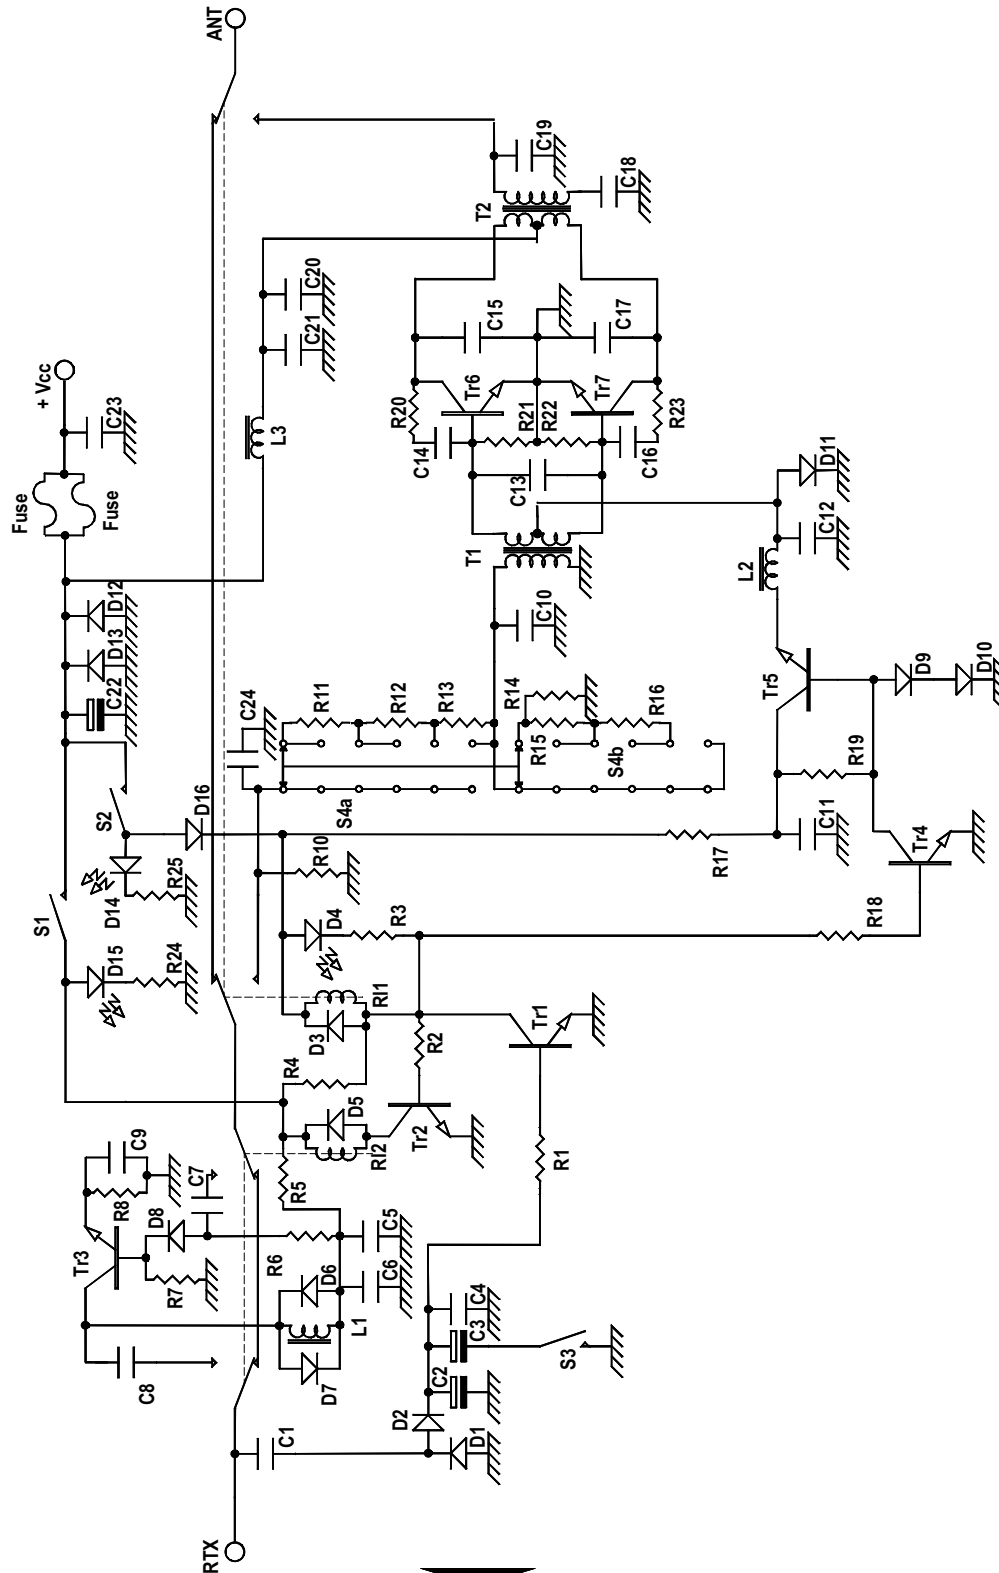 RTX
ANT
+ Vcc
Fuse
Fuse
C23
D12
D13
C22
S2
D16
D14
R25
S1
D15
R24
L3
C21
C20
T2
C19
C18
C15
C17
Tr6
Tr7
R20
R21
R22
R23
C14
C13
C16
T1
C10
C24
R11
R12
R13
R14
R15
R16
S4a
S4b
R10
D4
R3
Rl1
D3
R4
R2
D5
Rl2
Tr2
Tr1
R1
R5
R6
C9
R8
C7
D8
Tr3
R7
C5
C6
D6
L1
D7
C8
C1
C4
C3
C2
S3
D2
D1
R17
R18
R19
Tr4
Tr5
C11
L2
C12
D11
D9
D10